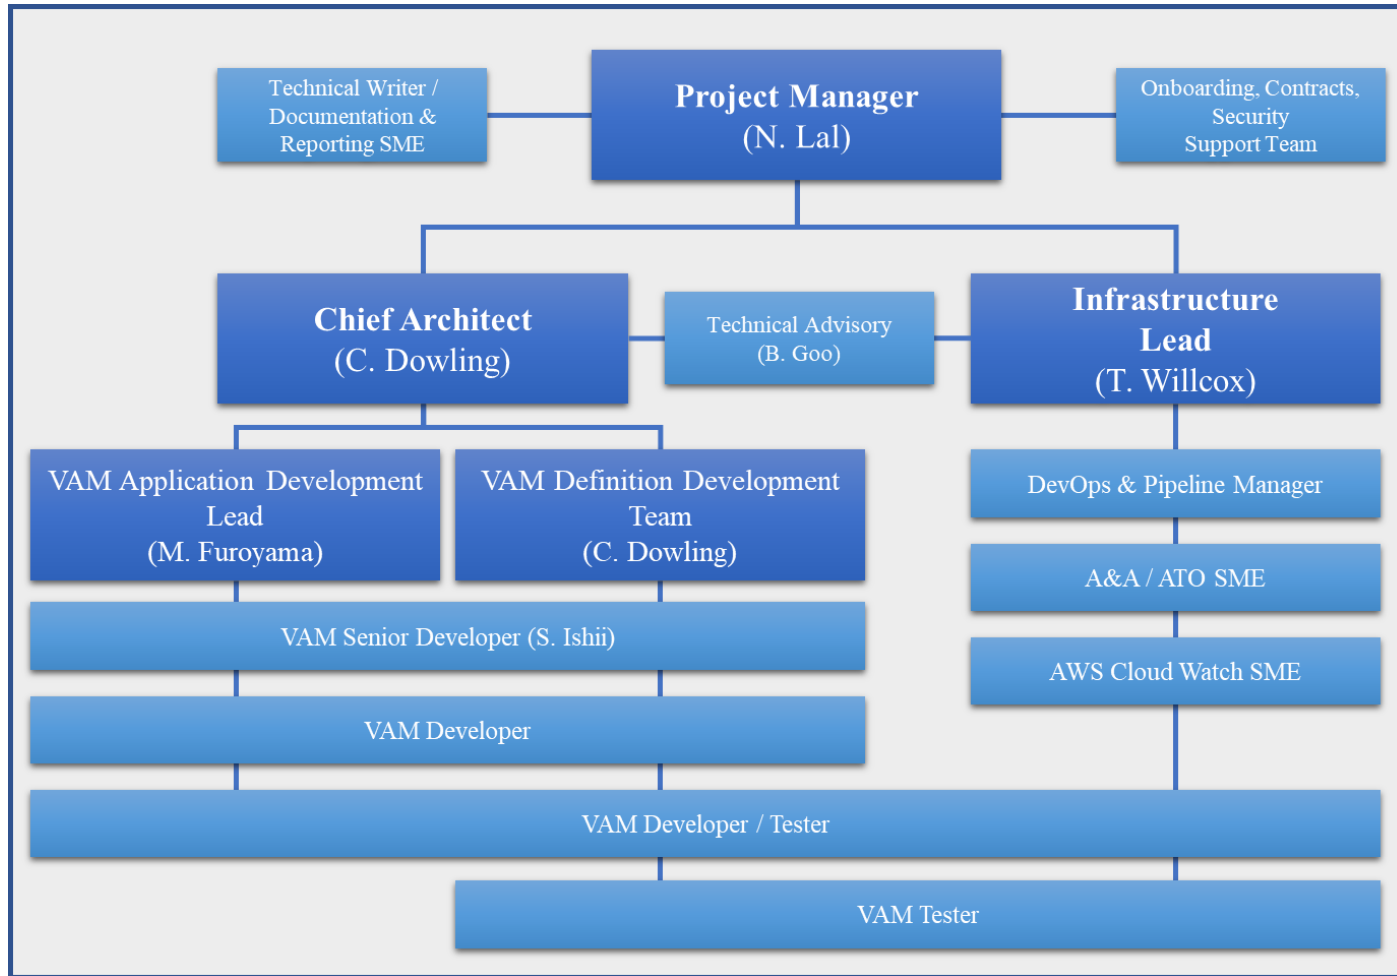 Technical Writer /
Documentation &
Reporting SME
Project Manager
(N. Lal)
Onboarding, Contracts,
Security
Support Team
Chief Architect
(C. Dowling)
Technical Advisory
(B. Goo)
Infrastructure
Lead
(T. Willcox)
VAM Application Development
Lead
(M. Furoyama)
VAM Definition Development
Team
(C. Dowling)
DevOps & Pipeline Manager
A&A / ATO SME
VAM Senior Developer (S. Ishii)
AWS Cloud Watch SME
VAM Developer
VAM Developer / Tester
VAM Tester